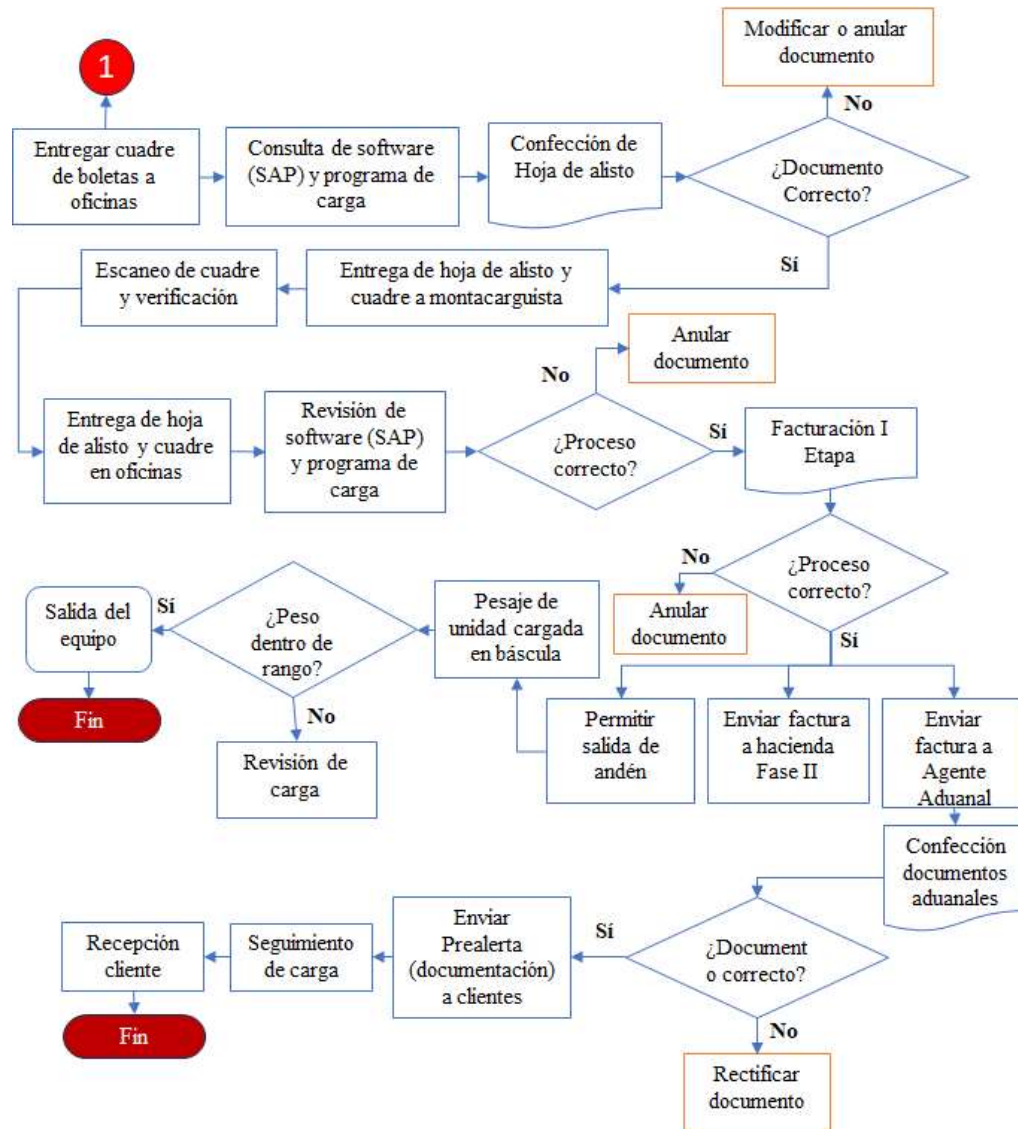 1
Entregar cuadre
de boletas a
oficinas
Consulta de software
(SAP) y programa de
carga
Confección de
Hoja de alisto
¿Documento
Correcto?
No
Modificar o anular
documento
Sí
Entrega de hoja de alisto y
cuadre a montacarguista
Escaneo de cuadre
y verificación
Entrega de hoja
de alisto y cuadre
en oficinas
Revisión de
software (SAP)
y programa de
carga
¿Proceso
correcto?
No
Anular
documento
Sí
Facturación I
Etapa
¿Proceso
correcto?
No
Anular
documento
Sí
Permitir
salida de
andén
Enviar factura
a hacienda
Fase II
Enviar
factura a
Agente
Aduanal
Pesaje de
unidad cargada
en báscula
¿Peso
dentro de
rango?
Sí
Salida del
equipo
Fin
No
Revisión de
carga
Confección
documentos
aduanales
¿Document
o correcto?
Sí
Enviar
Prealerta
(documentación)
a clientes
Seguimiento
de carga
Recepción
cliente
Fin
No
Rectificar
documento